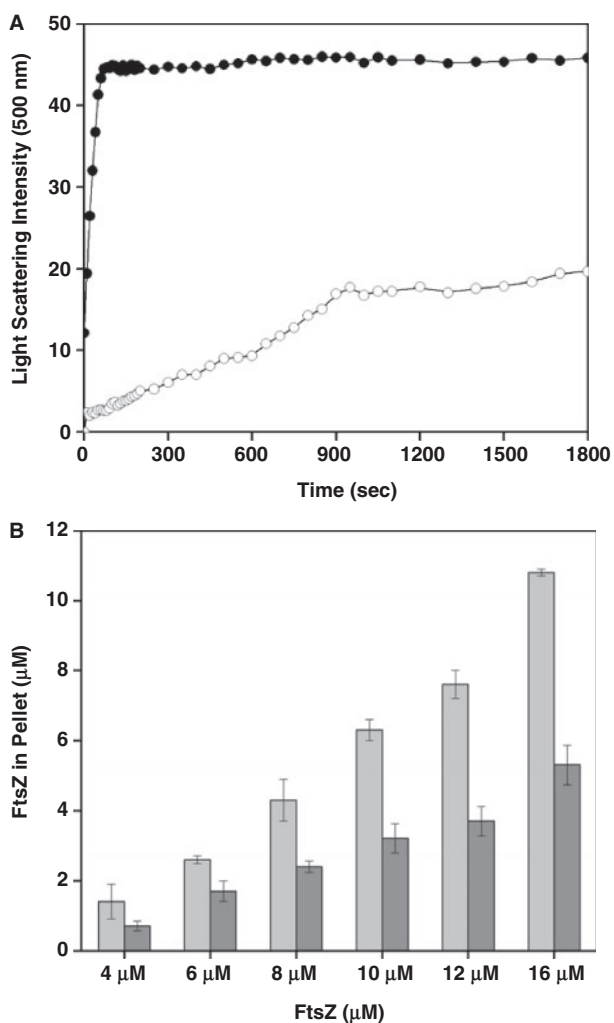 A
Light Scattering Intensity (500 nm)
50
40
30
20
10
0
0 300 600 900 1200 1500 1800
Time (sec)
B
FtsZ in Pellet (µM)
12
10
8
6
4
2
0
4 µM 6 µM 8 µM 10 µM 12 µM 16 µM
FtsZ (µM)